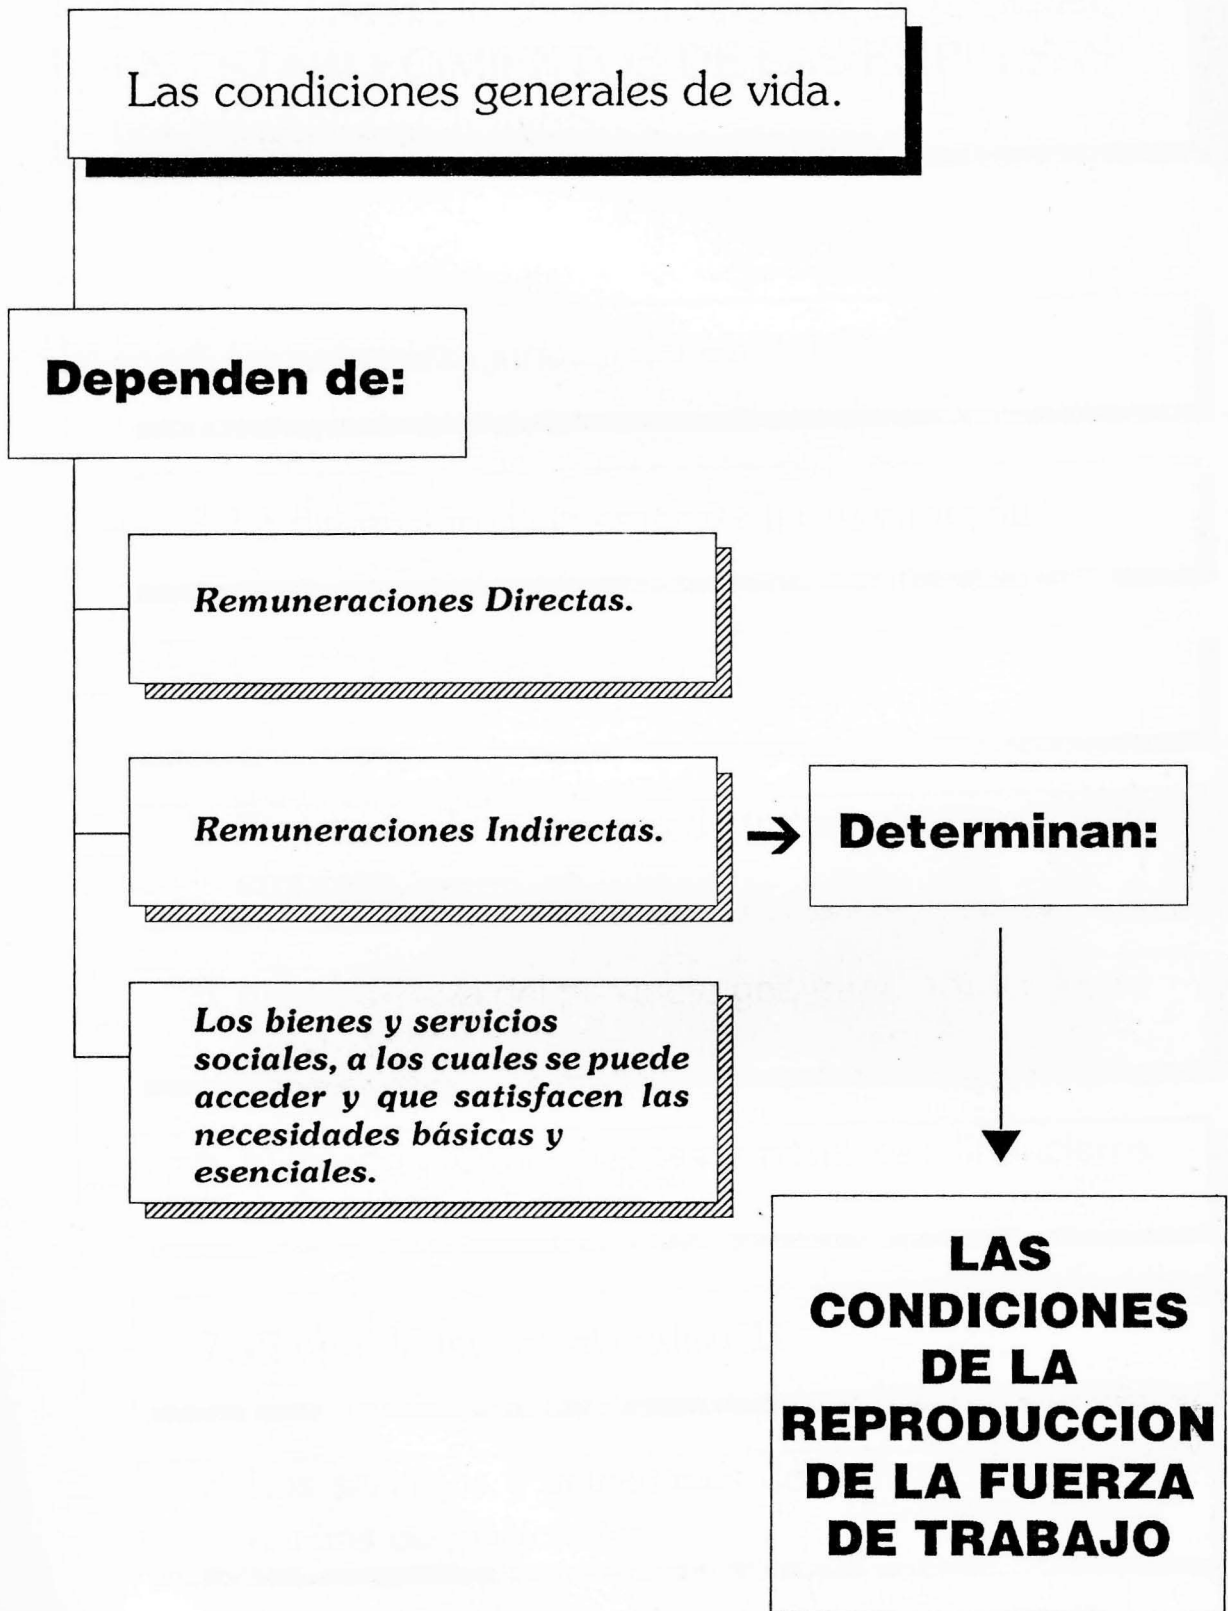 Las condiciones generales de vida.
Dependen de:
Remuneraciones Directas.
Remuneraciones Indirectas.
Determinan:
Los bienes y servicios
sociales, a los cuales se puede
acceder y que satisfacen las
necesidades básicas y
esenciales.
LAS
CONDICIONES
DE LA
REPRODUCCION
DE LA FUERZA
DE TRABAJO